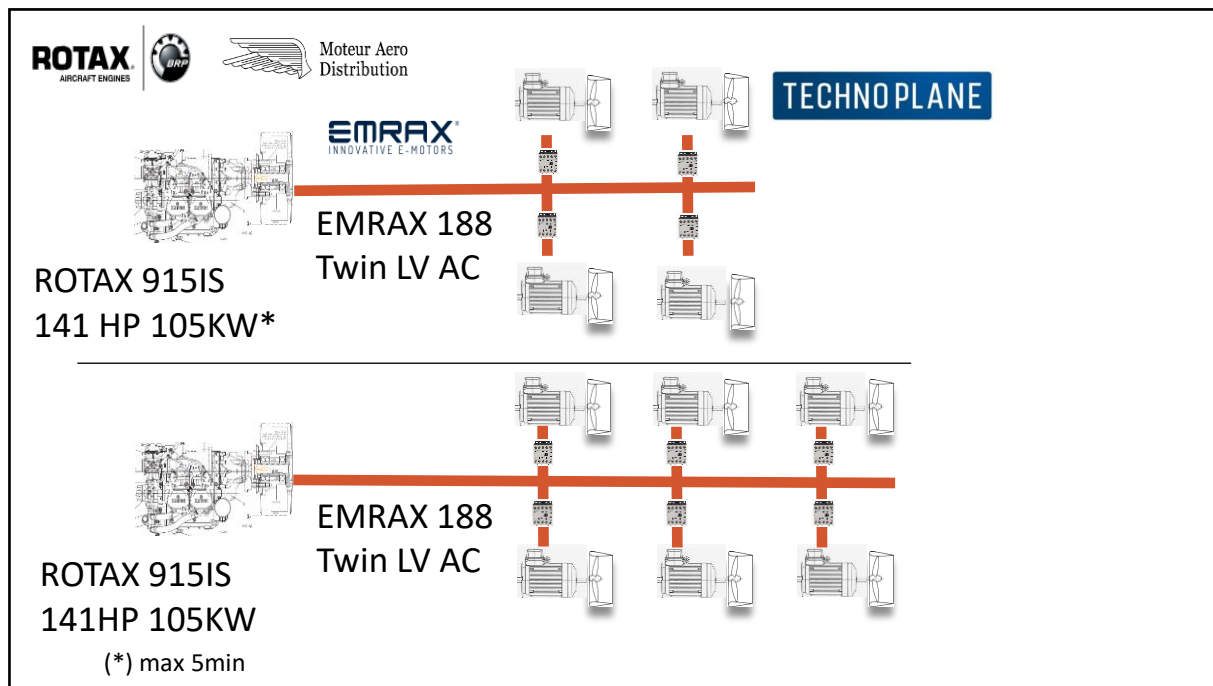 ROTAX
AIRCRAFT ENGINES
BRP
Moteur Aero
Distribution
TECHNOPLANE
EMRAX®
INNOVATIVE E-MOTORS
EMRAX 188
Twin LV AC
ROTAX 915IS
141 HP 105KW*
EMRAX 188
Twin LV AC
ROTAX 915IS
141HP 105KW
(*) max 5min